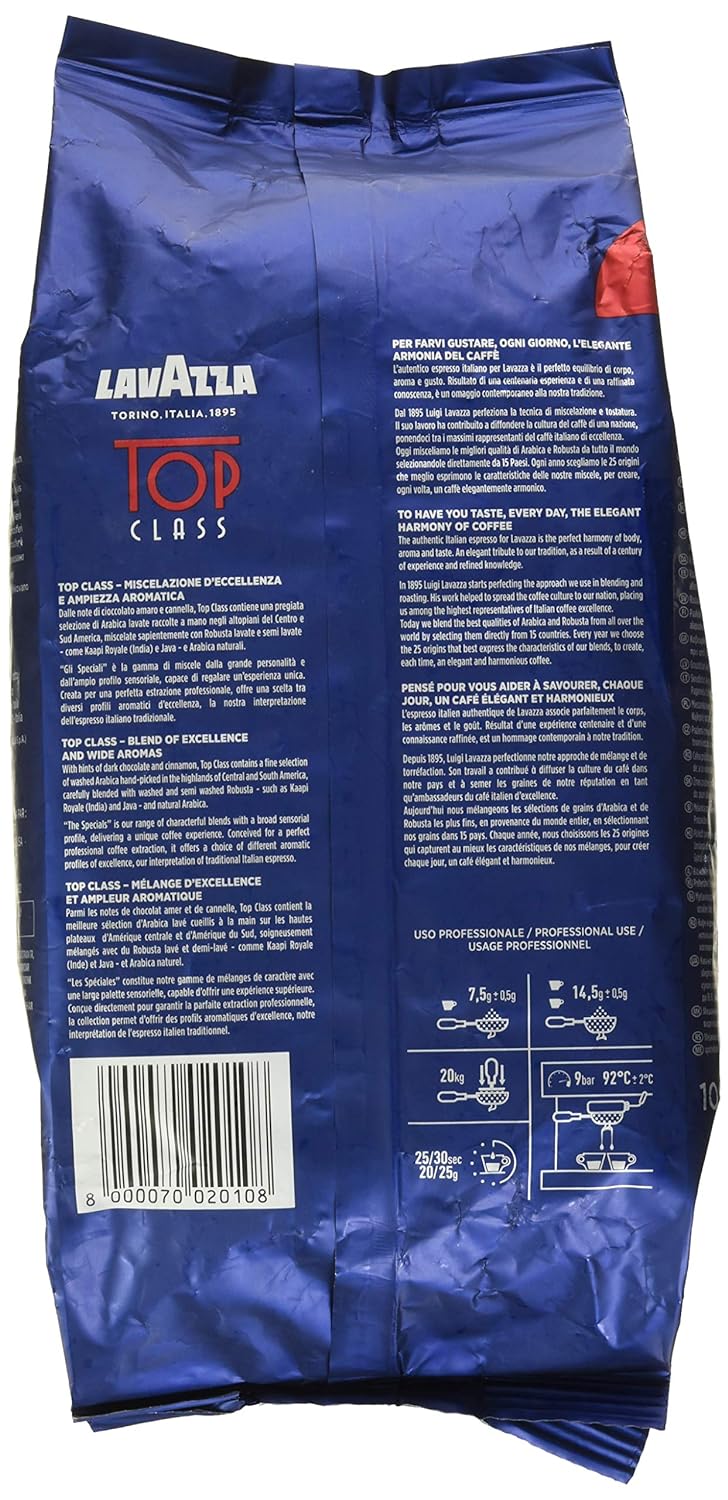 LAVAZZA
TORINO, ITALIA, 1895
TOP
CLASS
TOP CLASS – MISCELAZIONE D'ECCELLENZA
E AMPIEZZA AROMATICA
Dalle note di cioccolato amaro e cannella, Top Class contiene una pregiata
selezione di Arabica lavate raccolte a mano negli altopiani del Centro e
Sud America, miscelate sapientemente con Robusta lavate e semi lavate
- come Kaapi Royale (India) e Java - e Arabica naturali.
"Gli Speciali" è la gamma di miscele dalla grande personalità e
dall'ampio profilo sensoriale, capace di regalare un'esperienza unica.
Creata per una perfetta estrazione professionale, offre una scelta tra
diversi profili aromatici d'eccellenza, la nostra interpretazione
dell'espresso italiano tradizionale.
TOP CLASS – BLEND OF EXCELLENCE
AND WIDE AROMAS
With hints of dark chocolate and cinnamon, Top Class contains a fine selection
of washed Arabica hand-picked in the highlands of Central and South America,
carefully blended with washed and semi washed Robusta - such as Kaapi
Royale (India) and Java - and natural Arabica.
"The Specials" is our range of characterful blends with a broad sensorial
profile, delivering a unique coffee experience. Conceived for a perfect
professional coffee extraction, it offers a choice of different aromatic
profiles of excellence, our interpretation of traditional Italian espresso.
TOP CLASS – MÉLANGE D'EXCELLENCE
ET AMPLEUR AROMATIQUE
Parmi les notes de chocolat amer et de cannelle, Top Class contient la
meilleure sélection d'Arabica lavé cueillis à la main sur les hautes
plateaux d'Amérique centrale et d'Amérique du Sud, soigneusement
mélangés avec du Robusta lavé et demi-lavé - comme Kaapi Royale
(Inde) et Java - et Arabica naturel.
"Les Spéciales" constitue notre gamme de mélanges de caractère avec
une large palette sensorielle, capable d'offrir une expérience supérieure.
Conçue directement pour garantir la parfaite extraction professionnelle,
la collection permet d'offrir des profils aromatiques d'excellence, notre
interprétation de l'espresso italien traditionnel.
8 000070 020108
PER FARVI GUSTARE, OGNI GIORNO, L'ELEGANTE
ARMONIA DEL CAFFÈ
L'autentico espresso italiano per Lavazza è il perfetto equilibrio di corpo,
aroma e gusto. Risultato di una centenaria esperienza e di una raffinata
conoscenza, è un omaggio contemporaneo alla nostra tradizione.
Dal 1895 Luigi Lavazza perfeziona la tecnica di miscelazione e tostatura.
Il suo lavoro ha contribuito a diffondere la cultura del caffè di una nazione,
ponendoci tra i massimi rappresentanti del caffè italiano di eccellenza.
Oggi misceliamo le migliori qualità di Arabica e Robusta da tutto il mondo
selezionandole direttamente da 15 Paesi. Ogni anno scegliamo le 25 origini
che meglio esprimono le caratteristiche delle nostre miscele, per creare,
ogni volta, un caffè elegantemente armonico.
TO HAVE YOU TASTE, EVERY DAY, THE ELEGANT
HARMONY OF COFFEE
The authentic Italian espresso for Lavazza is the perfect harmony of body,
aroma and taste. An elegant tribute to our tradition, as a result of a century
of experience and refined knowledge.
In 1895 Luigi Lavazza starts perfecting the approach we use in blending and
roasting. His work helped to spread the coffee culture to our nation, placing
us among the highest representatives of Italian coffee excellence.
Today we blend the best qualities of Arabica and Robusta from all over the
world by selecting them directly from 15 countries. Every year we choose
the 25 origins that best express the characteristics of our blends, to create,
each time, an elegant and harmonious coffee.
PENSÉ POUR VOUS AIDER À SAVOURER, CHAQUE
JOUR, UN CAFÉ ÉLÉGANT ET HARMONIEUX
L'espresso italien authentique de Lavazza associe parfaitement le corps,
les arômes et le goût. Résultat d'une expérience centenaire et d'une
connaissance raffinée, est un hommage contemporain à notre tradition.
Depuis 1895, Luigi Lavazza perfectionne notre approche de mélange et de
torréfaction. Son travail a contribué à diffuser la culture du café dans
notre pays et à semer les graines de notre réputation en tant
qu'ambassadeurs du café italien d'excellence.
Aujourd'hui nous mélangeons les sélections de grains d'Arabica et de
Robusta les plus fins, en provenance du monde entier, en sélectionnant
nos grains dans 15 pays. Chaque année, nous choisissons les 25 origines
qui capturent au mieux les caractéristiques de nos mélanges, pour créer
chaque jour, un café élégant et harmonieux.
USO PROFESSIONALE / PROFESSIONAL USE /
USAGE PROFESSIONNEL
7,5g ± 0,5g
14,5g ± 0,5g
20kg
9bar 92°C ± 2°C
25/30sec
20/25g